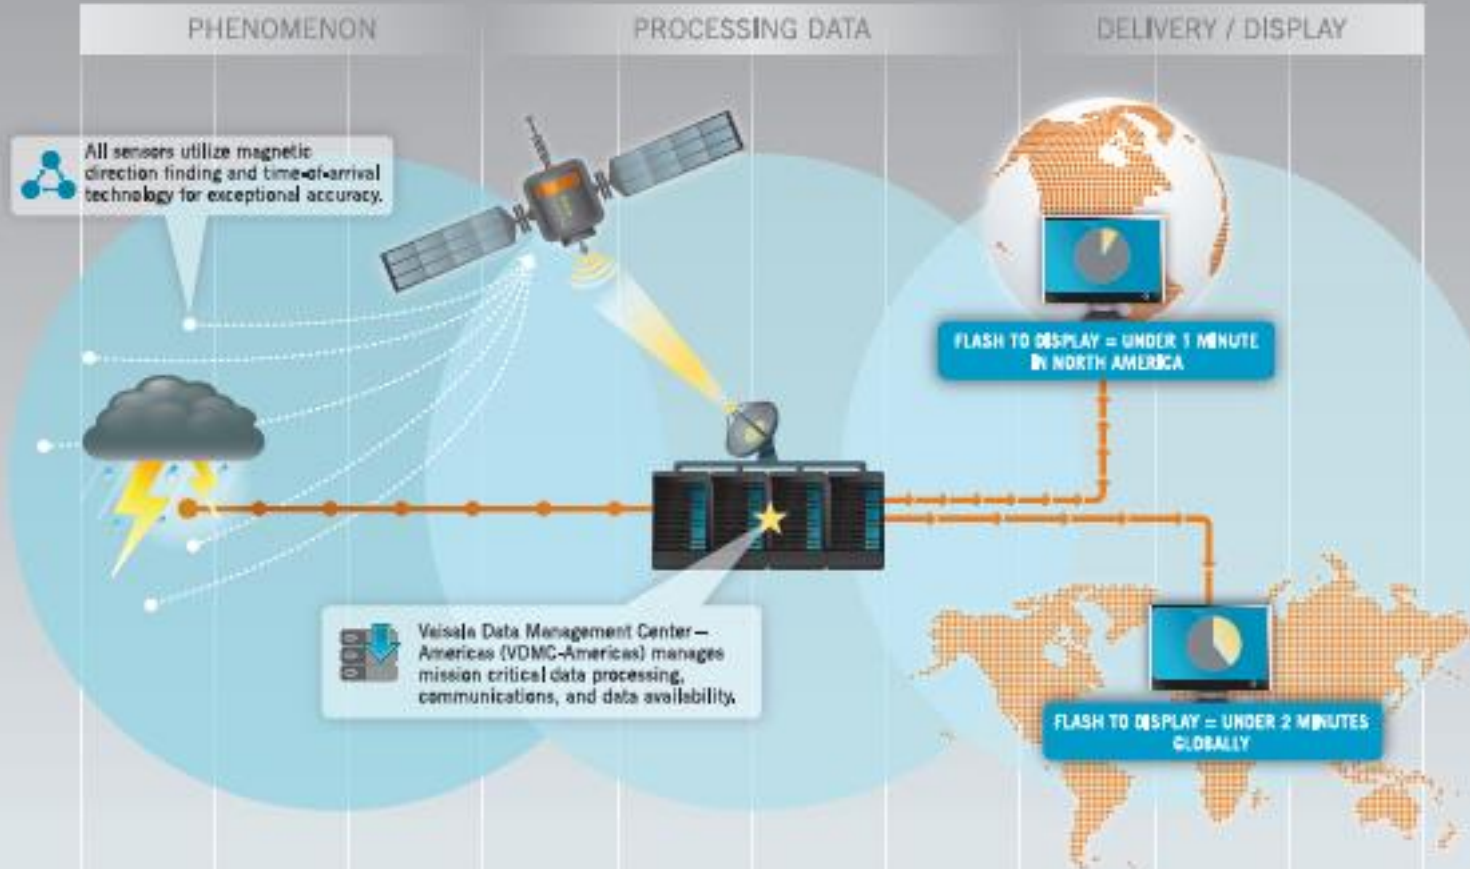 PHENOMENON
PROCESSING DATA
DELIVERY / DISPLAY
All sensors utilize magnetic
direction finding and time-of-arrival
technology for exceptional accuracy.
FLASH TO DISPLAY = UNDER 1 MINUTE
IN NORTH AMERICA
Vaisala Data Management Center—
Americas (VDMC-Americas) manages
mission critical data processing,
communications, and data availability.
FLASH TO DISPLAY = UNDER 2 MINUTES
GLOBALLY